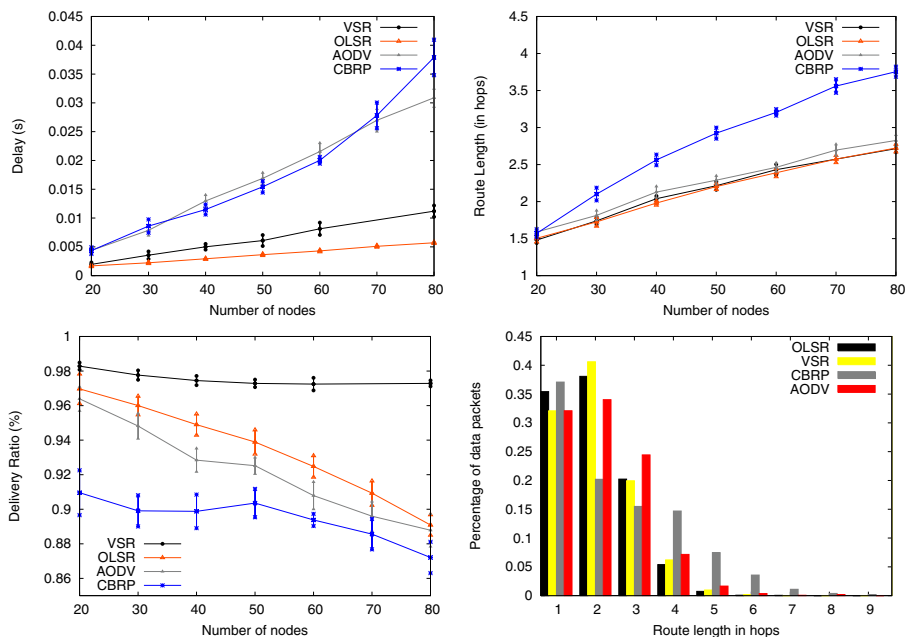 0.045
0.04
0.035
0.03
0.025
0.02
0.015
0.01
0.005
0
Delay (s)
VSR
OLSR
AODV
CBRP
20 30 40 50 60 70 80
Number of nodes
4.5
4
3.5
3
2.5
2
1.5
1
Route Length (in hops)
VSR
OLSR
AODV
CBRP
20 30 40 50 60 70 80
Number of nodes
1
0.98
0.96
0.94
0.92
0.9
0.88
0.86
Delivery Ratio (%)
VSR
OLSR
AODV
CBRP
20 30 40 50 60 70 80
Number of nodes
0.45
0.4
0.35
0.3
0.25
0.2
0.15
0.1
0.05
0
Percentage of data packets
OLSR
VSR
CBRP
AODV
1 2 3 4 5 6 7 8 9
Route length in hops